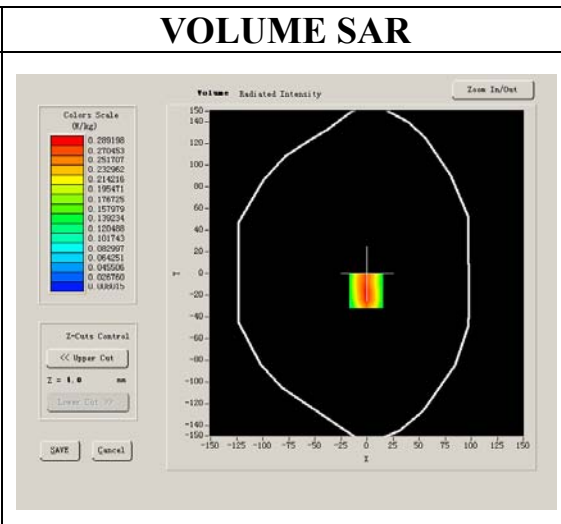 VOLUME SAR
Volume Radiated Intensity
Zoom In/Out
Colors Scale
(W/kg)
0.289198
0.270453
0.251707
0.232962
0.214216
0.195471
0.176725
0.157979
0.139234
0.120488
0.101743
0.082997
0.064251
0.045506
0.026760
0.008015
Z-Cuts Control
<< Upper Cut
Z = 1.0 mm
Lower Cut >>
SAVE
Cancel
150
140
120
100
80
60
40
20
0
-20
-40
-60
-80
-100
-120
-140
-150
Y
-150 -125 -100 -75 -50 -25 0 25 50 75 100 125 150
X